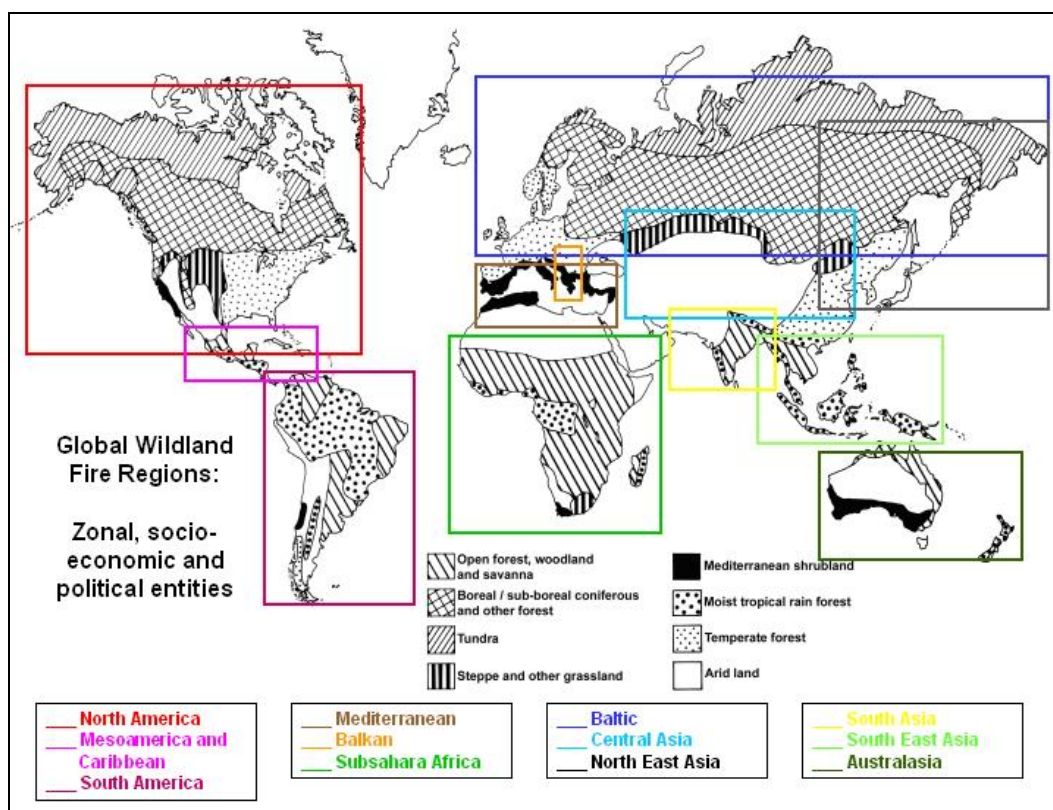 Global Wildland
Fire Regions:
Zonal, socio-
economic and
political entities
Open forest, woodland
and savanna
Boreal / sub-boreal coniferous
and other forest
Tundra
Steppe and other grassland
Mediterranean shrubland
Moist tropical rain forest
Temperate forest
Arid land
___ North America
___ Mesoamerica and
Caribbean
___ South America
___ Mediterranean
___ Balkan
___ Subsahara Africa
___ Baltic
___ Central Asia
___ North East Asia
___ South Asia
___ South East Asia
___ Australasia